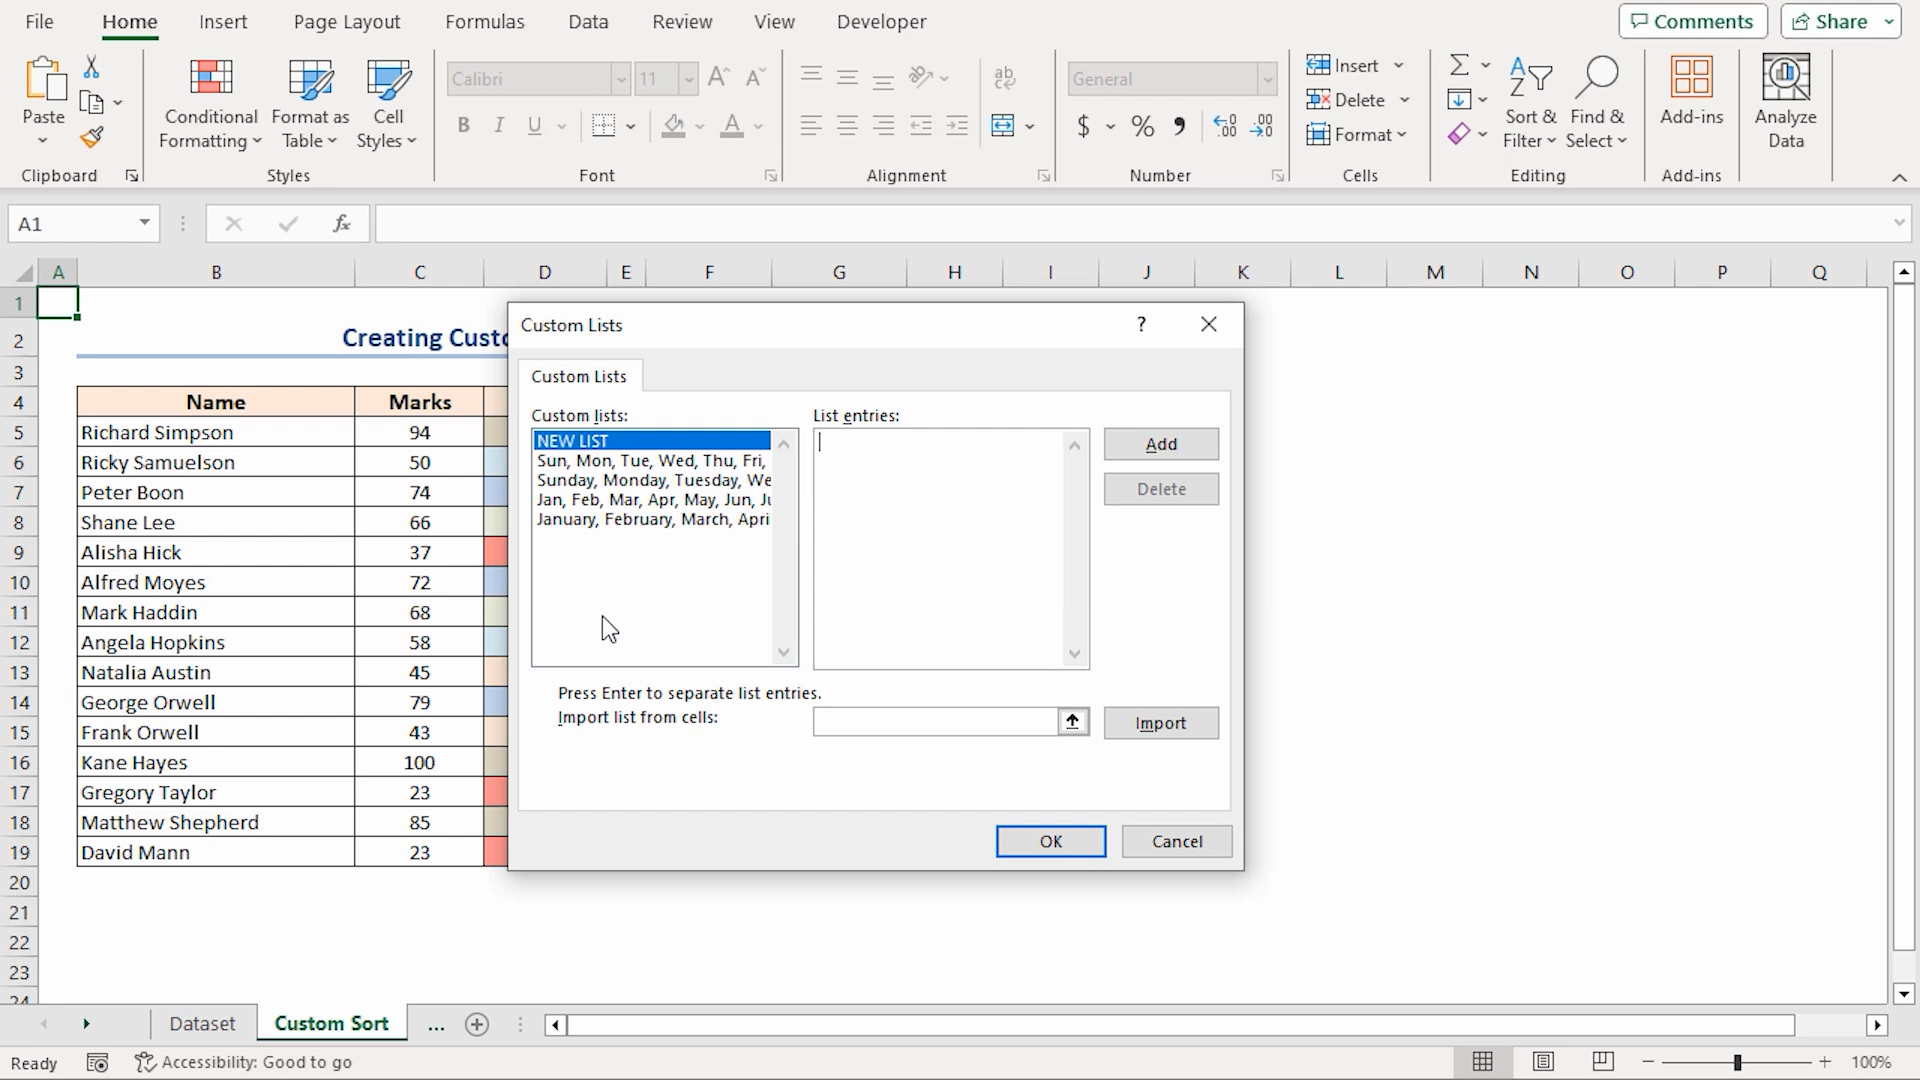 File Home Insert Page Layout Formulas Data Review View Developer Comments Share
Paste
Clipboard
Conditional Formatting
Format as Table
Cell Styles
Styles
Calibri 11
B I U A
Font
ab
Alignment
General
$ % 9 .00 .00
Number
Insert
Delete
Format
Cells
Sort & Filter
Find & Select
Editing
Add-ins
Add-ins
Analyze Data
A1 fx
A B C D E F G H I J K L M N O P Q
1
2 Creating Custo
3
4 Name Marks
5 Richard Simpson 94
6 Ricky Samuelson 50
7 Peter Boon 74
8 Shane Lee 66
9 Alisha Hick 37
10 Alfred Moyes 72
11 Mark Haddin 68
12 Angela Hopkins 58
13 Natalia Austin 45
14 George Orwell 79
15 Frank Orwell 43
16 Kane Hayes 100
17 Gregory Taylor 23
18 Matthew Shepherd 85
19 David Mann 23
20
21
22
23
24
Custom Lists ?
Custom Lists
Custom lists:
NEW LIST
Sun, Mon, Tue, Wed, Thu, Fri,
Sunday, Monday, Tuesday, We
Jan, Feb, Mar, Apr, May, Jun, Ju
January, February, March, Apri
List entries:
Add
Delete
Press Enter to separate list entries.
Import list from cells:
Import
OK Cancel
Dataset Custom Sort ...
Ready Accessibility: Good to go 100%